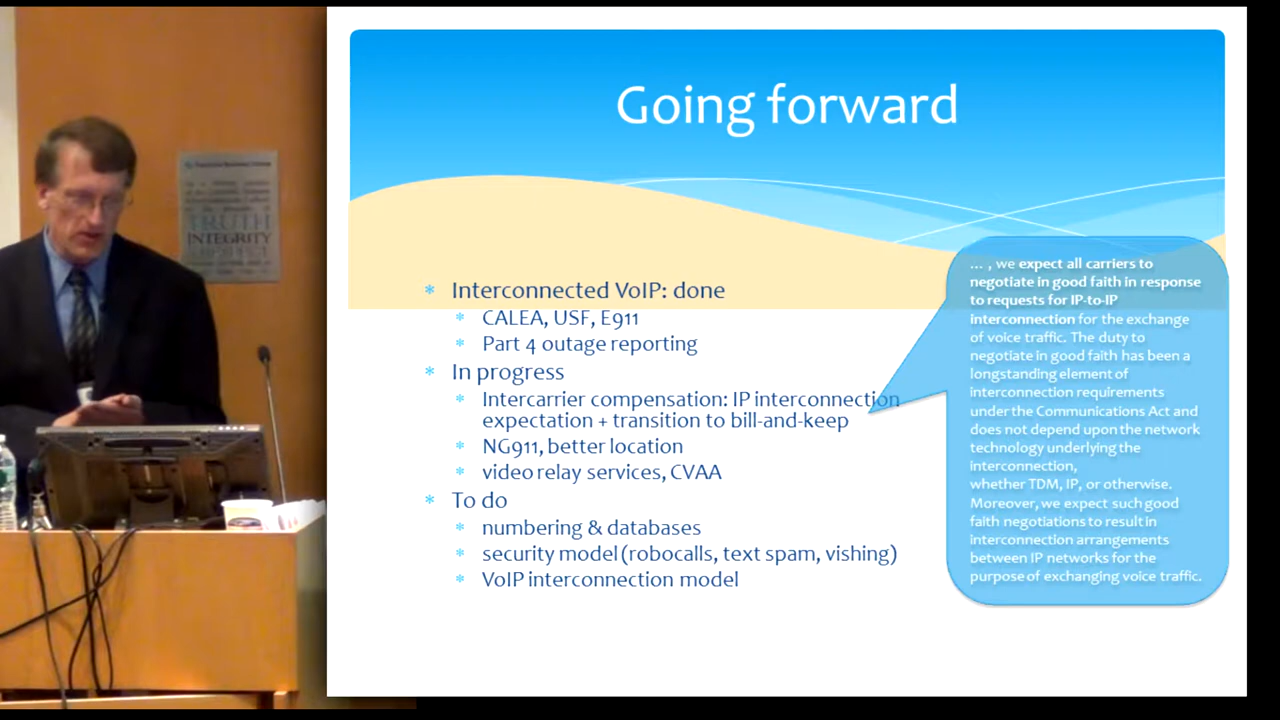 TRUTH
INTEGRITY
Going forward
Interconnected VoIP: done
CALEA, USF, E911
Part 4 outage reporting
In progress
Intercarrier compensation: IP interconnection
expectation + transition to bill-and-keep
NG911, better location
video relay services, CVAA
To do
numbering & databases
security model (robocalls, text spam, vishing)
VoIP interconnection model
... , we expect all carriers to
negotiate in good faith in response
to requests for IP-to-IP
interconnection for the exchange
of voice traffic. The duty to
negotiate in good faith has been a
longstanding element of
interconnection requirements
under the Communications Act and
does not depend upon the network
technology underlying the
interconnection,
whether TDM, IP, or otherwise.
Moreover, we expect such good
faith negotiations to result in
interconnection arrangements
between IP networks for the
purpose of exchanging voice traffic.